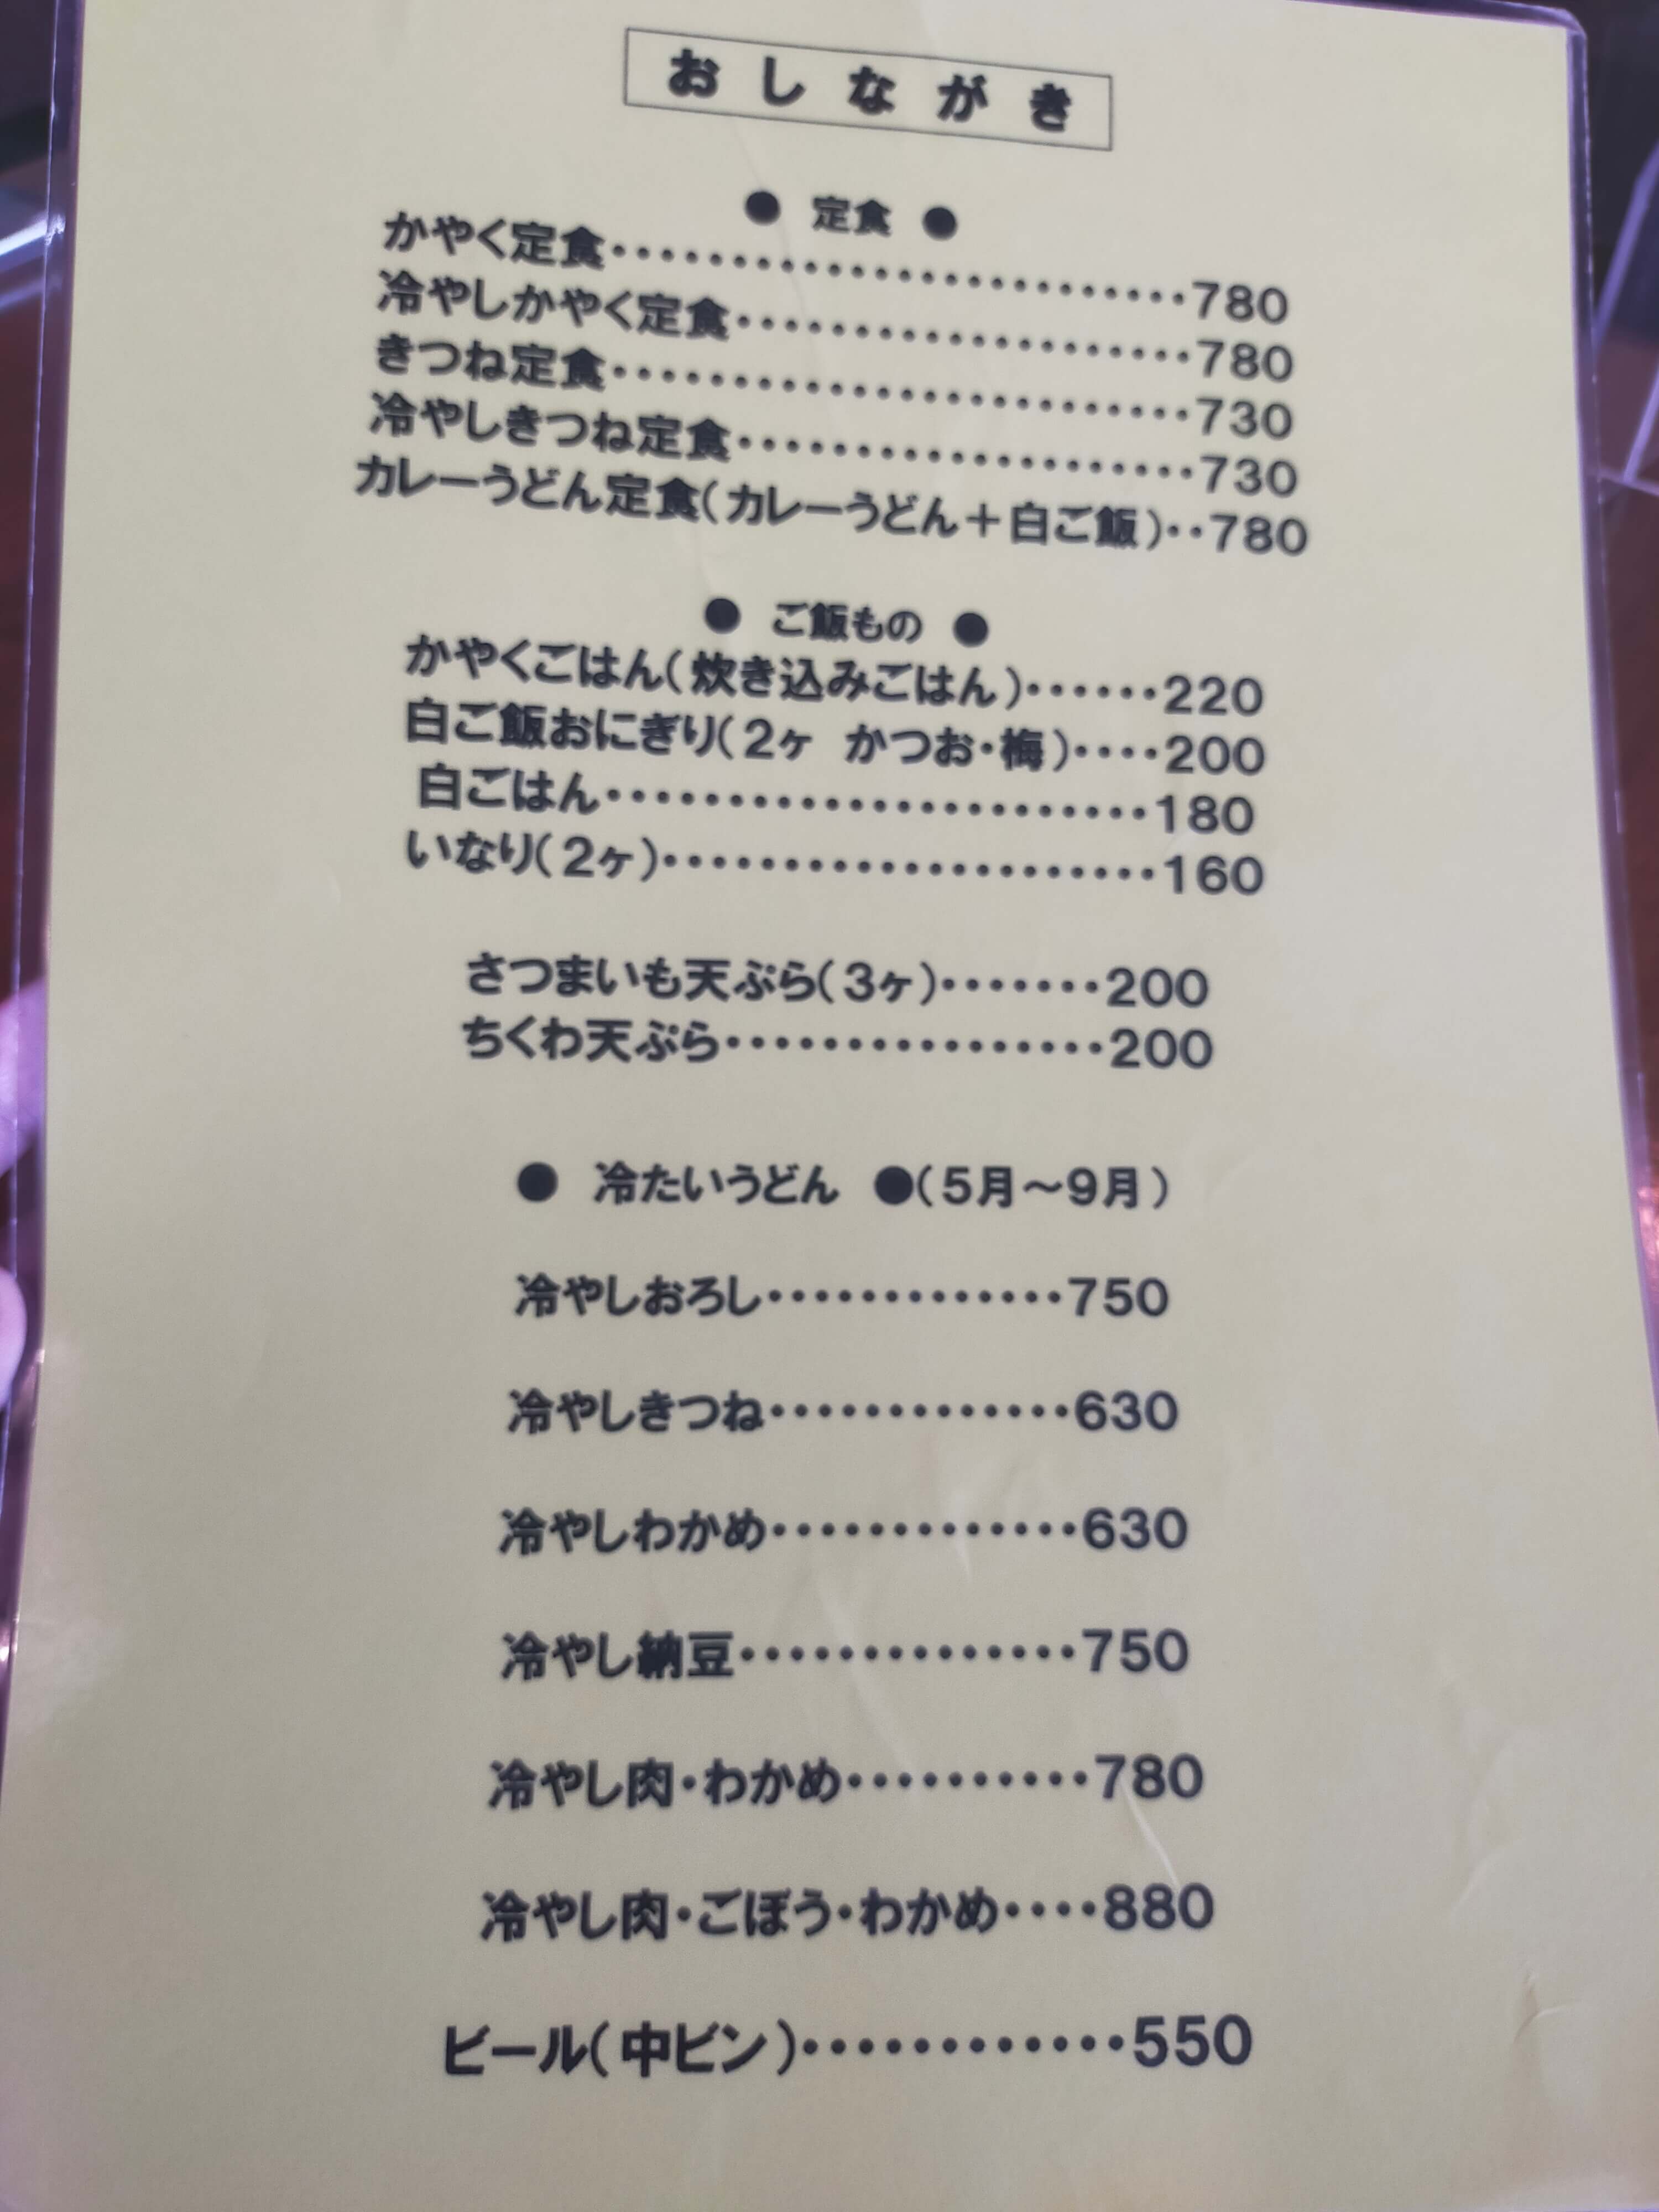 おしながき
● 定食 ●
かやく定食・・・・・・・・・・・・・・・・・・・・・・・・780
冷やしかやく定食・・・・・・・・・・・・・・・・・・・780
きつね定食・・・・・・・・・・・・・・・・・・・・・・・・730
冷やしきつね定食・・・・・・・・・・・・・・・・・・・730
カレーうどん定食(カレーうどん＋白ご飯)・・780
● ご飯もの ●
かやくごはん(炊き込みごはん)・・・・・・220
白ご飯おにぎり(2ヶ かつお・梅)・・・・200
白ごはん・・・・・・・・・・・・・・・・・・・・・・・180
いなり(2ヶ)・・・・・・・・・・・・・・・・・・・・・160
さつまいも天ぷら(3ヶ)・・・・・・・200
ちくわ天ぷら・・・・・・・・・・・・・・・・200
● 冷たいうどん ●(5月～9月)
冷やしおろし・・・・・・・・・・・・・750
冷やしきつね・・・・・・・・・・・・・630
冷やしわかめ・・・・・・・・・・・・・630
冷やし納豆・・・・・・・・・・・・・・750
冷やし肉・わかめ・・・・・・・・・・780
冷やし肉・ごぼう・わかめ・・・・880
ビール(中ビン)・・・・・・・・・・・・・・550